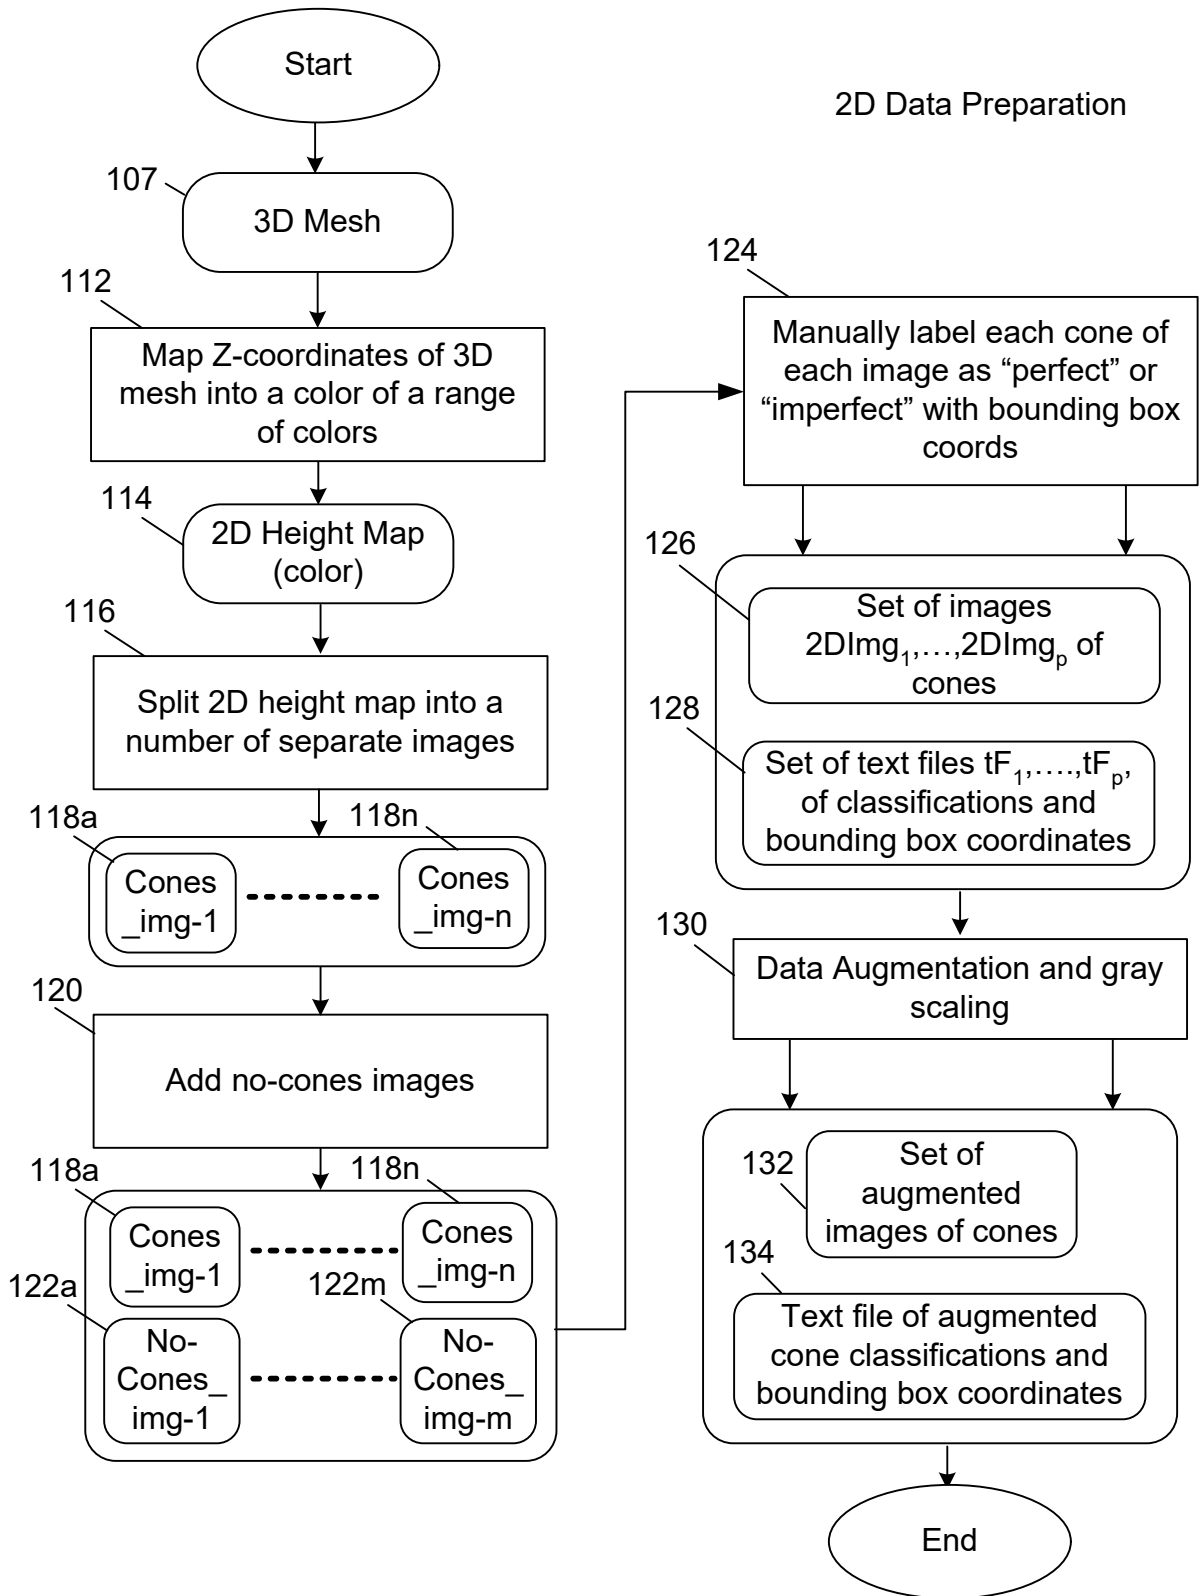 Start
2D Data Preparation
107
3D Mesh
112
Map Z-coordinates of 3D
mesh into a color of a range
of colors
114
2D Height Map
(color)
116
Split 2D height map into a
number of separate images
118a
118n
Cones
_img-1
Cones
_img-n
120
Add no-cones images
118a
118n
Cones
_img-1
Cones
_img-n
122a
122m
No-
Cones_
img-1
No-
Cones_
img-m
124
Manually label each cone of
each image as “perfect” or
“imperfect” with bounding box
coords
126
Set of images
2DImg1,…,2DImgp of
cones
128
Set of text files tF1,….,tFp,
of classifications and
bounding box coordinates
130
Data Augmentation and gray
scaling
132
Set of
augmented
images of cones
134
Text file of augmented
cone classifications and
bounding box coordinates
End